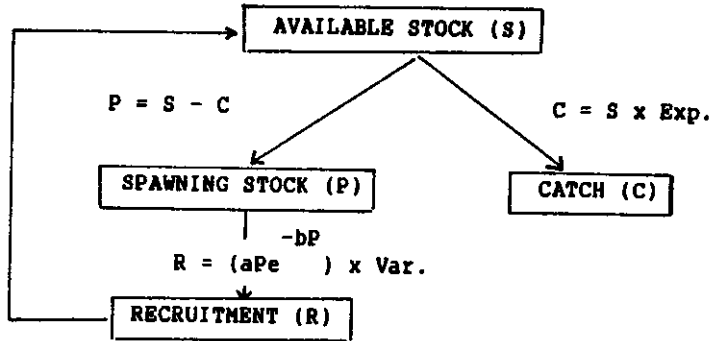 AVAILABLE STOCK (S)
P = S - C
C = S x Exp.
SPAWNING STOCK (P)
CATCH (C)
-bP
R = (aPe ) x Var.
RECRUITMENT (R)